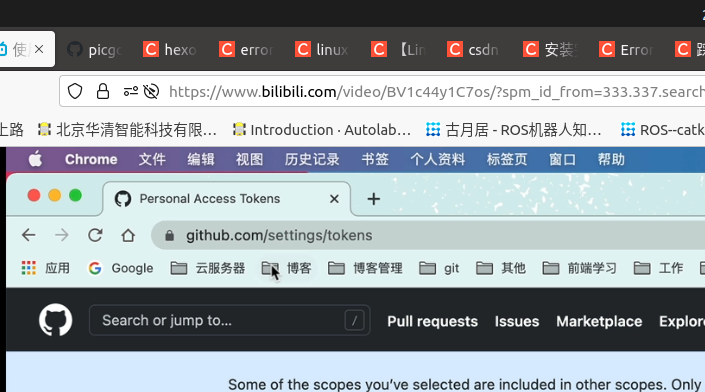 使用 picgo hexo error linux 【Lin csdn 安装 Error
https://www.bilibili.com/video/BV1c44y1C7os/?spm_id_from=333.337.search
上路 北京华清智能科技有限… Introduction - Autolab… 古月居 - ROS机器人知… ROS--catk
Chrome 文件 编辑 视图 历史记录 书签 个人资料 标签页 窗口 帮助
Personal Access Tokens
github.com/settings/tokens
应用 Google 云服务器 博客 博客管理 git 其他 前端学习 工作
Search or jump to... / Pull requests Issues Marketplace Explore
Some of the scopes you’ve selected are included in other scopes. Only